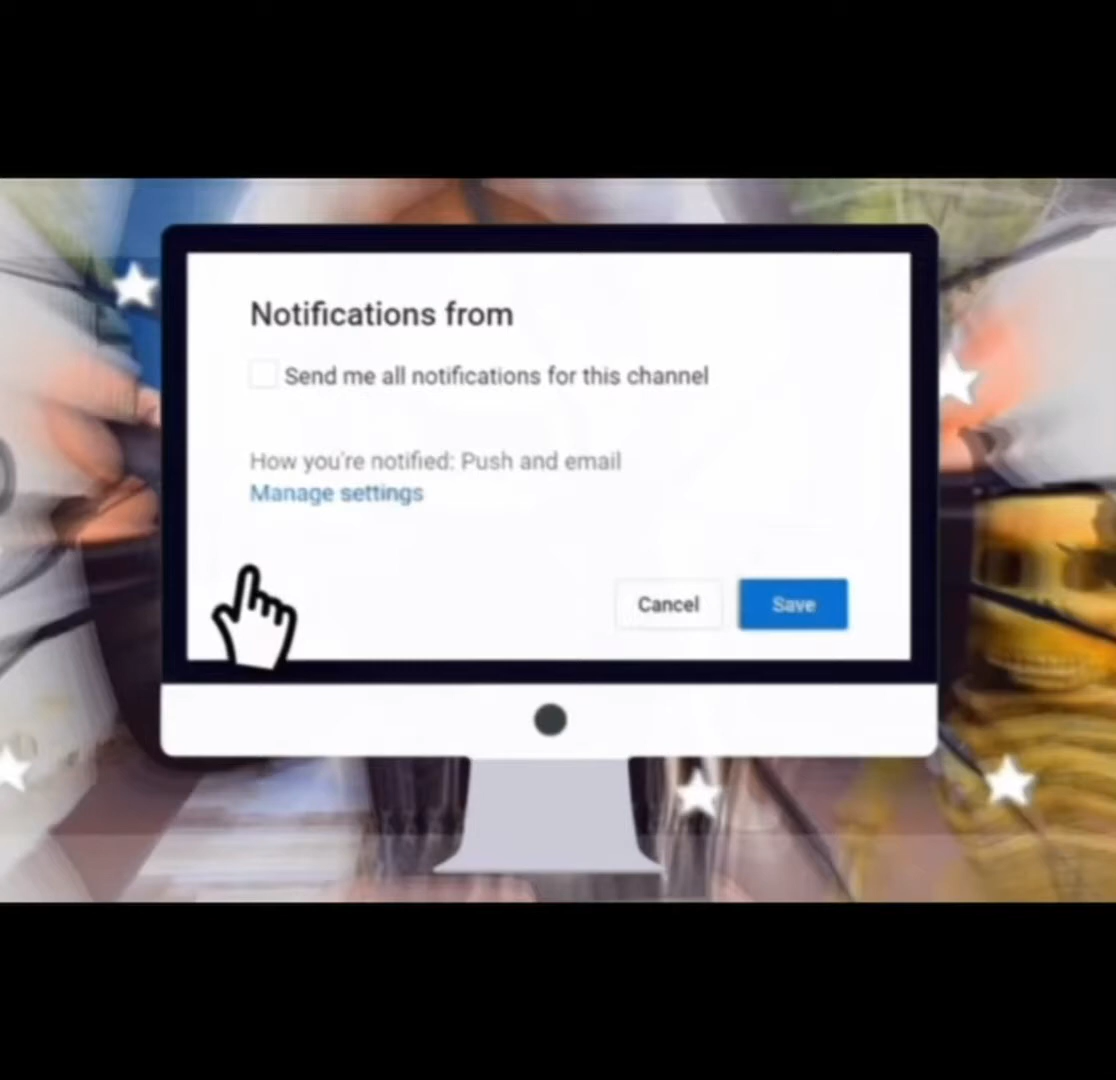 Notifications from
Send me all notifications for this channel
How you're notified: Push and email
Manage settings
Cancel
Save